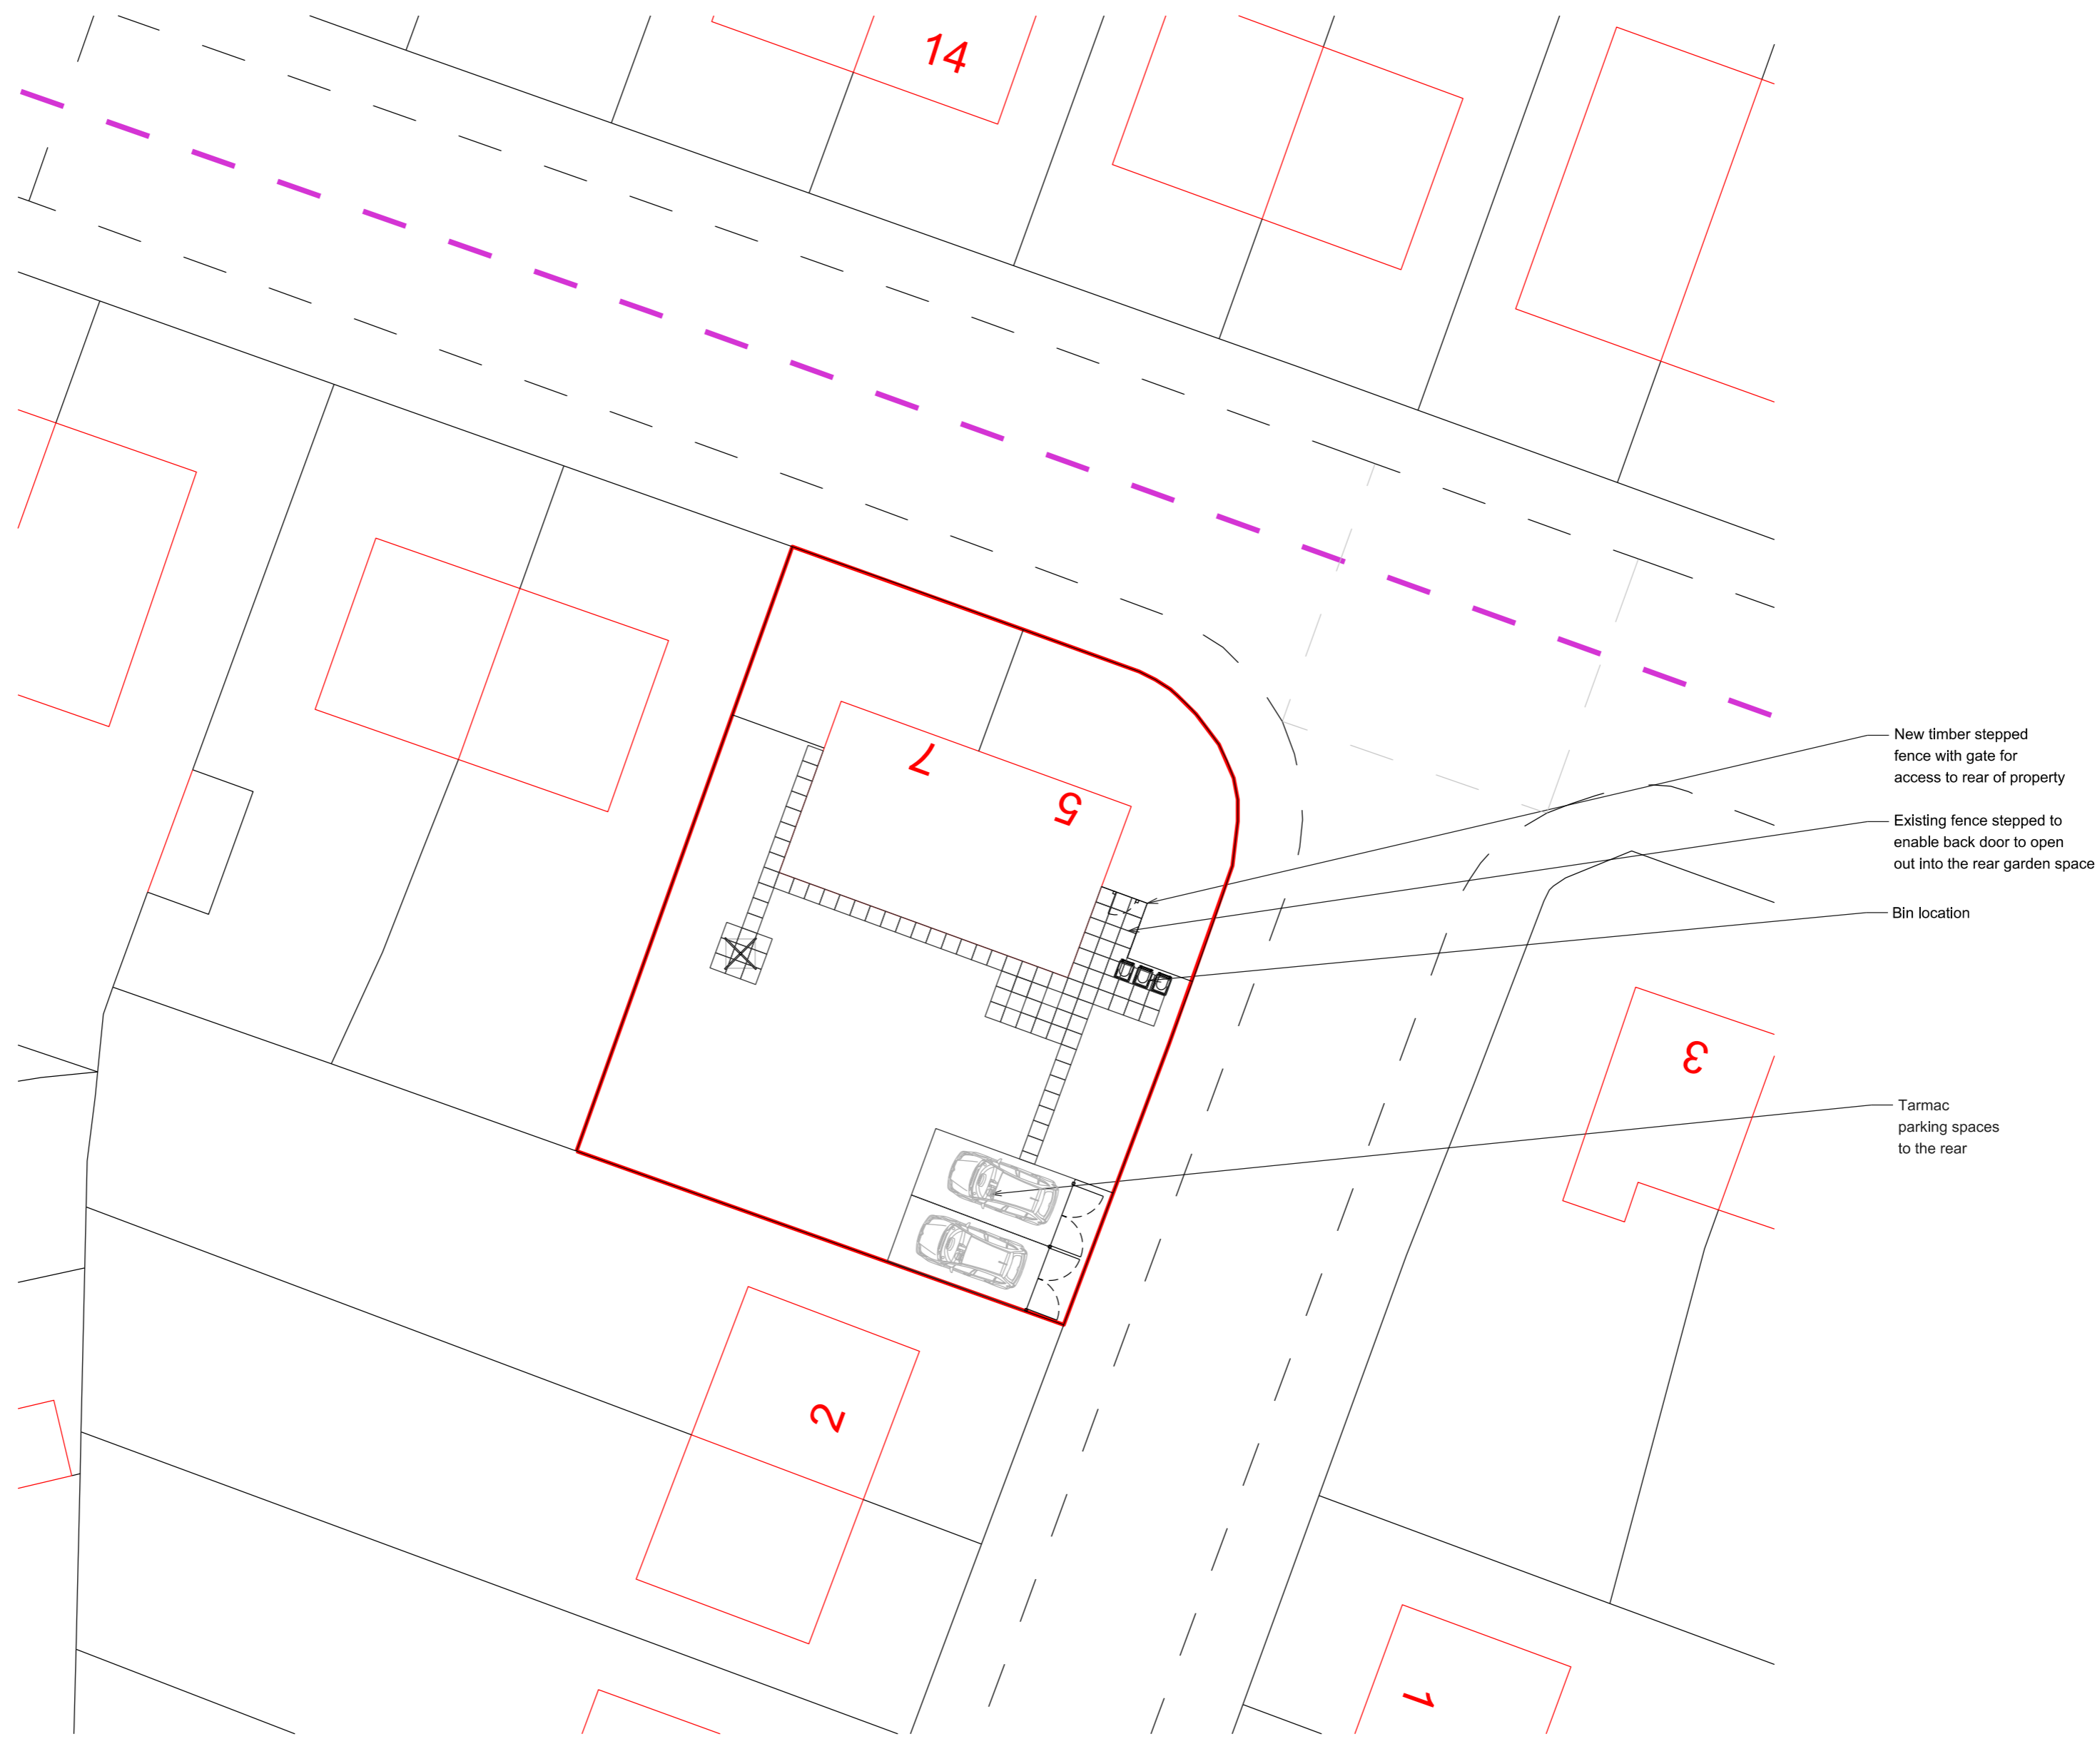 14
7
5
New timber stepped
fence with gate for
access to rear of property
Existing fence stepped to
enable back door to open
out into the rear garden space
Bin location
3
Tarmac
parking spaces
to the rear
2
1